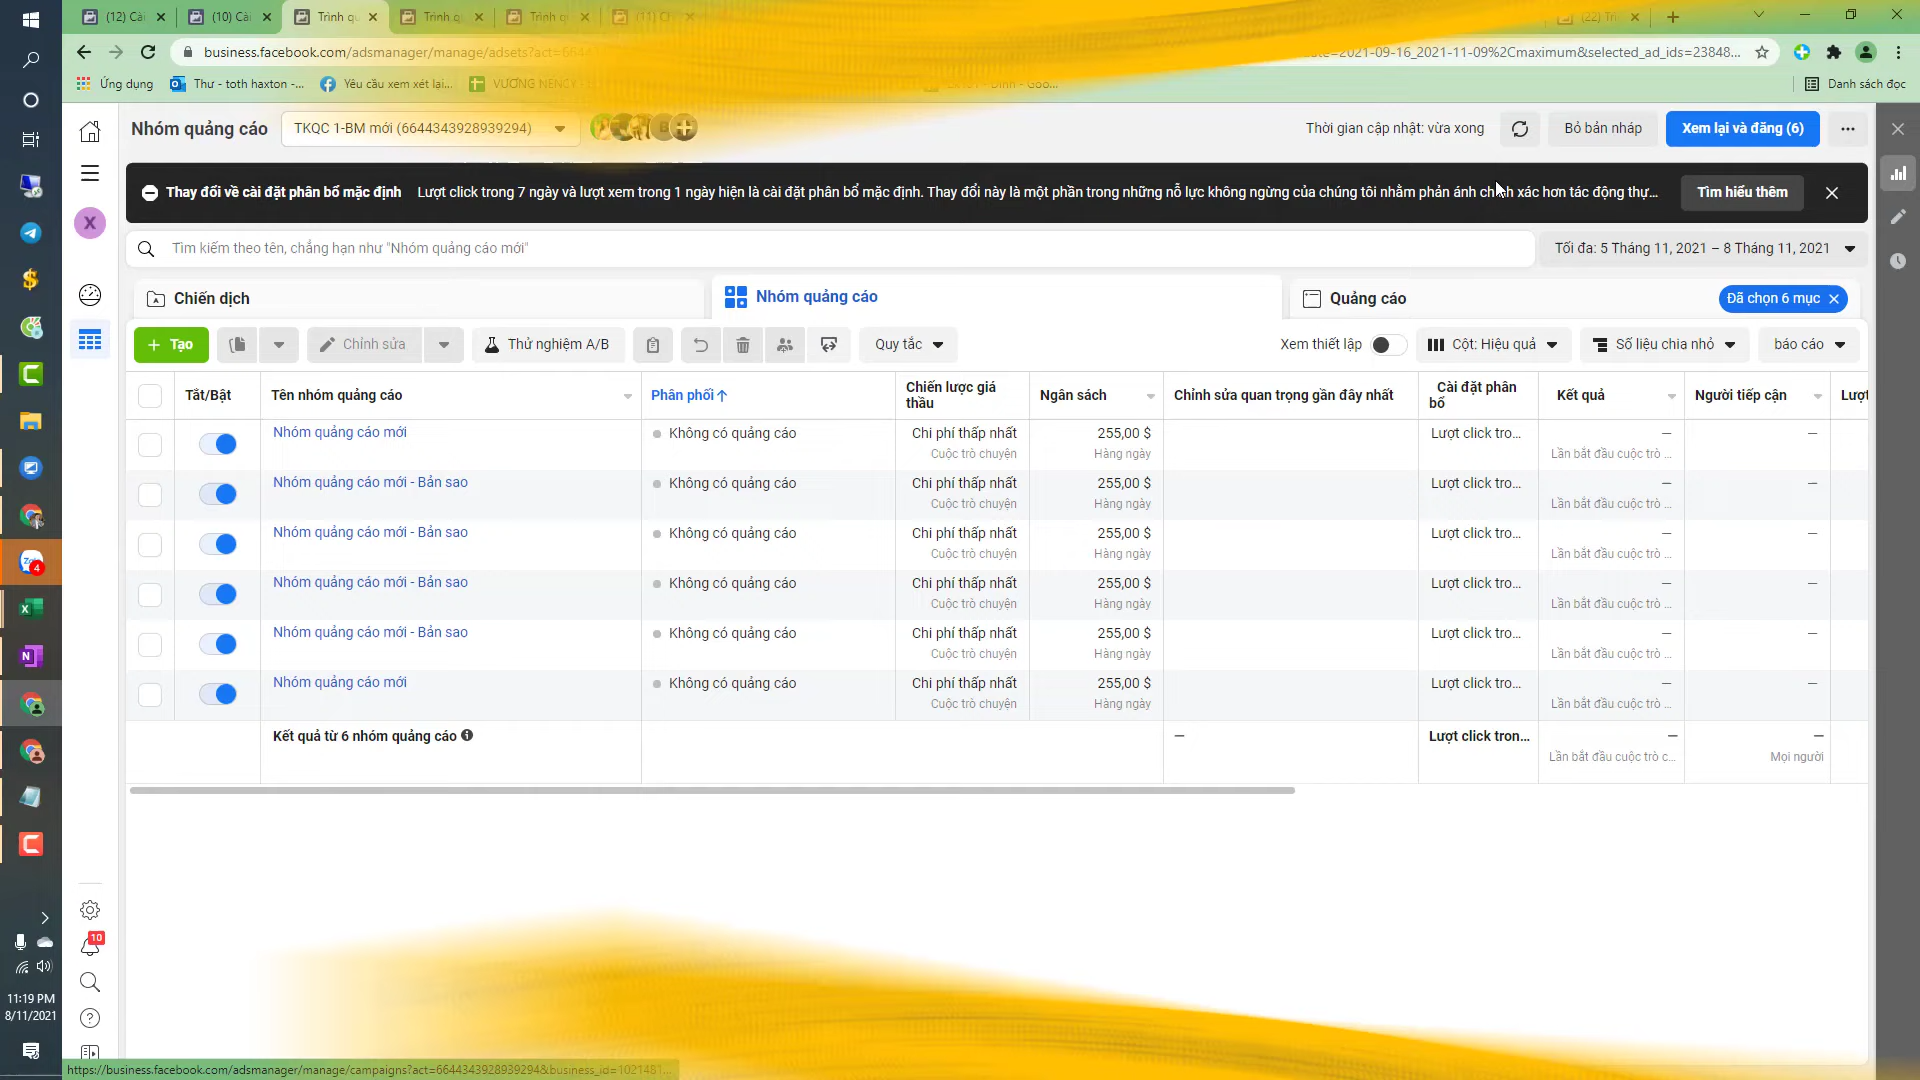 (12) Cài
(10) Cài
Trình qu
Trình q
Trình q
(11) C
(22) Trì
business.facebook.com/adsmanager/manage/adsets?act=6644
te=2021-09-16_2021-11-09%2Cmaximum&selected_ad_ids=23848...
Ứng dụng
Thư - toth haxton -...
Yêu cầu xem xét lại...
VƯƠNG NENCY -
Danh sách đọc
Nhóm quảng cáo
TKQC 1-BM mới (6644343928939294)
Thời gian cập nhật: vừa xong
Bỏ bản nháp
Xem lại và đăng (6)
Thay đổi về cài đặt phân bổ mặc định
Lượt click trong 7 ngày và lượt xem trong 1 ngày hiện là cài đặt phân bổ mặc định. Thay đổi này là một phần trong những nỗ lực không ngừng của chúng tôi nhằm phản ánh chính xác hơn tác động thự...
Tìm hiểu thêm
X
Tìm kiếm theo tên, chẳng hạn như "Nhóm quảng cáo mới"
Tối đa: 5 Tháng 11, 2021 – 8 Tháng 11, 2021
Chiến dịch
Nhóm quảng cáo
Quảng cáo
Đã chọn 6 mục
Tạo
Chỉnh sửa
Thử nghiệm A/B
Quy tắc
Xem thiết lập
Cột: Hiệu quả
Số liệu chia nhỏ
báo cáo
Tắt/Bật
Tên nhóm quảng cáo
Phân phối ↑
Chiến lược giá thầu
Ngân sách
Chỉnh sửa quan trọng gần đây nhất
Cài đặt phân bổ
Kết quả
Người tiếp cận
Lượt
Nhóm quảng cáo mới
Không có quảng cáo
Chi phí thấp nhất
255,00 $
Lượt click tro...
—
—
Cuộc trò chuyện
Hàng ngày
Lần bắt đầu cuộc trò ...
Nhóm quảng cáo mới - Bản sao
Không có quảng cáo
Chi phí thấp nhất
255,00 $
Lượt click tro...
—
—
Cuộc trò chuyện
Hàng ngày
Lần bắt đầu cuộc trò ...
Nhóm quảng cáo mới - Bản sao
Không có quảng cáo
Chi phí thấp nhất
255,00 $
Lượt click tro...
—
—
Cuộc trò chuyện
Hàng ngày
Lần bắt đầu cuộc trò ...
Nhóm quảng cáo mới - Bản sao
Không có quảng cáo
Chi phí thấp nhất
255,00 $
Lượt click tro...
—
—
Cuộc trò chuyện
Hàng ngày
Lần bắt đầu cuộc trò ...
Nhóm quảng cáo mới - Bản sao
Không có quảng cáo
Chi phí thấp nhất
255,00 $
Lượt click tro...
—
—
Cuộc trò chuyện
Hàng ngày
Lần bắt đầu cuộc trò ...
Nhóm quảng cáo mới
Không có quảng cáo
Chi phí thấp nhất
255,00 $
Lượt click tro...
—
—
Cuộc trò chuyện
Hàng ngày
Lần bắt đầu cuộc trò ...
Kết quả từ 6 nhóm quảng cáo
—
Lượt click tron...
—
—
Lần bắt đầu cuộc trò c...
Mọi người
10
4
11:19 PM
8/11/2021
https://business.facebook.com/adsmanager/manage/campaigns?act=6644343928939294&business_id=1021481...